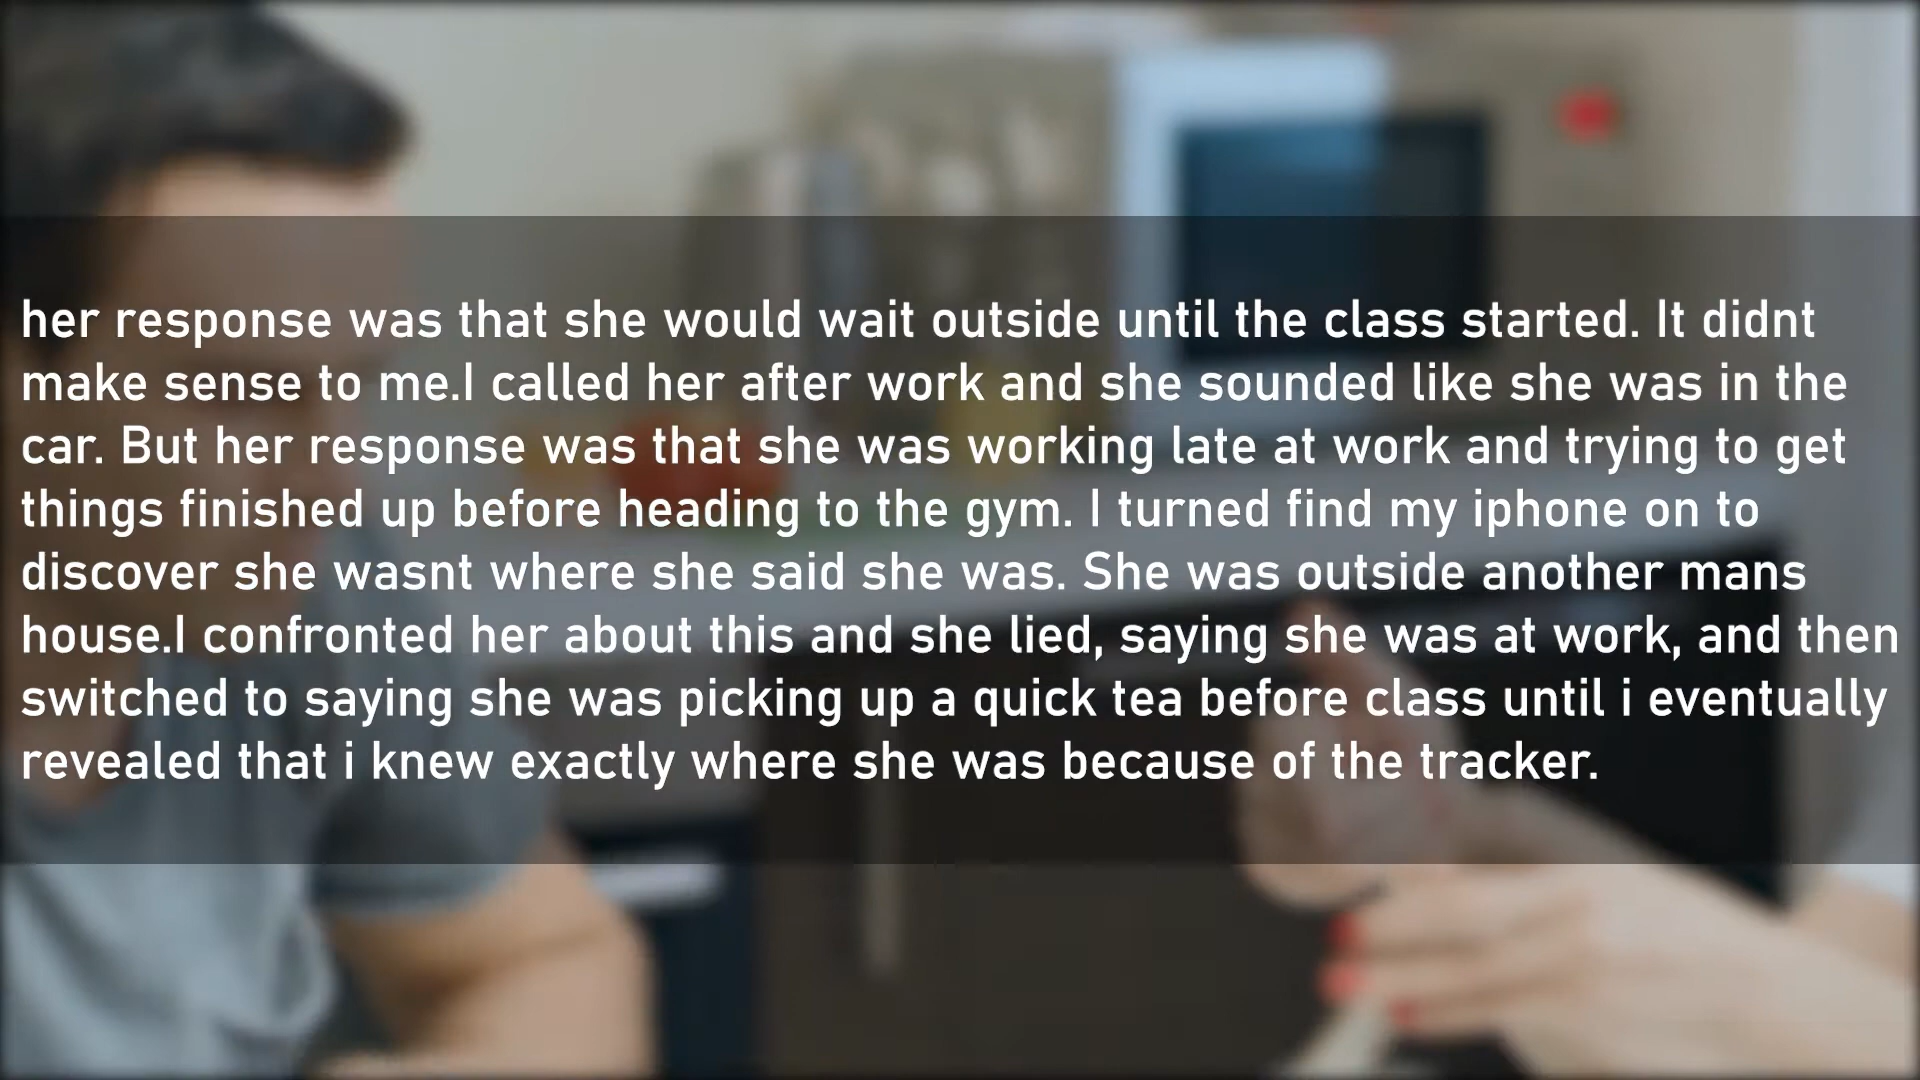 her response was that she would wait outside until the class started. It didnt
make sense to me.I called her after work and she sounded like she was in the
car. But her response was that she was working late at work and trying to get
things finished up before heading to the gym. I turned find my iphone on to
discover she wasnt where she said she was. She was outside another mans
house.I confronted her about this and she lied, saying she was at work, and then
switched to saying she was picking up a quick tea before class until i eventually
revealed that i knew exactly where she was because of the tracker.